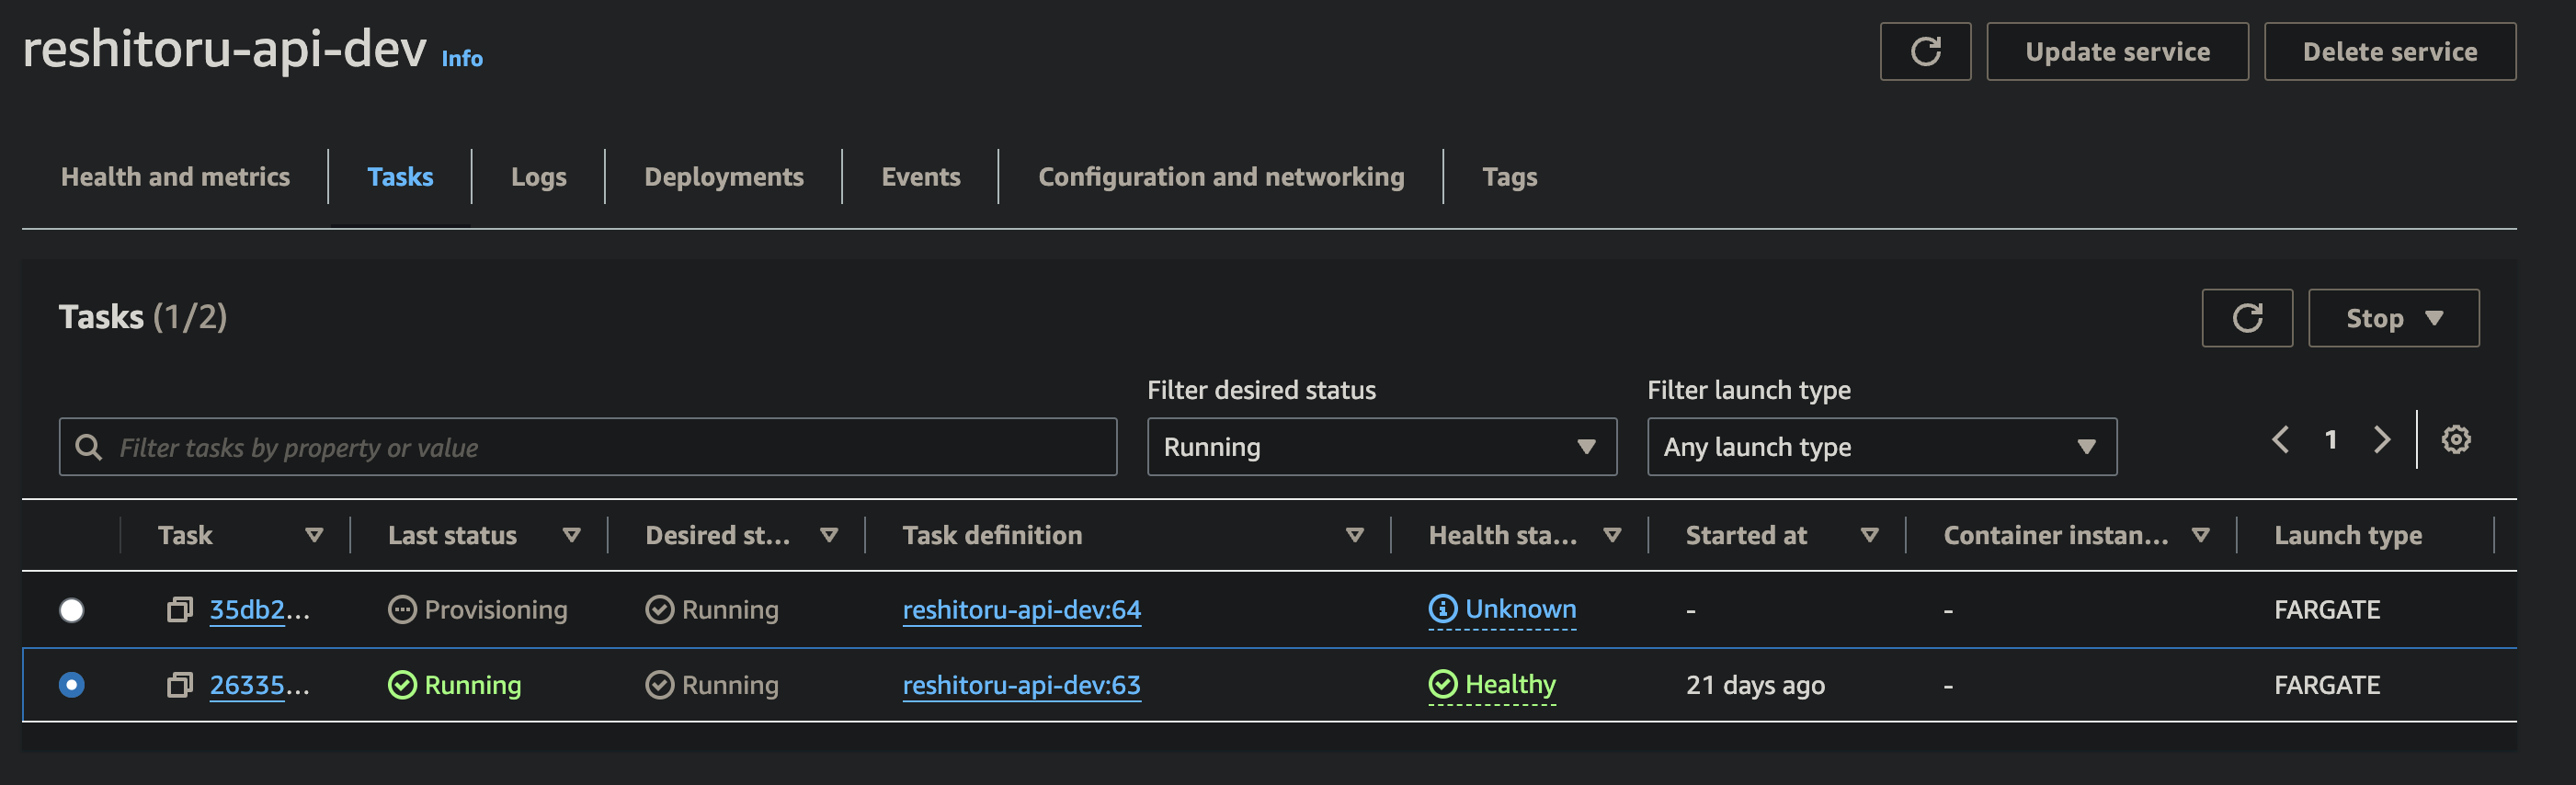 reshitoru-api-dev Info
Update service
Delete service
Health and metrics
Tasks
Logs
Deployments
Events
Configuration and networking
Tags
Tasks (1/2)
Stop
Filter desired status
Filter launch type
Filter tasks by property or value
Running
Any launch type
1
Task Last status Desired st... Task definition Health sta... Started at Container instan... Launch type
35db2... Provisioning Running reshitoru-api-dev:64 Unknown - - FARGATE
26335... Running Running reshitoru-api-dev:63 Healthy 21 days ago - FARGATE